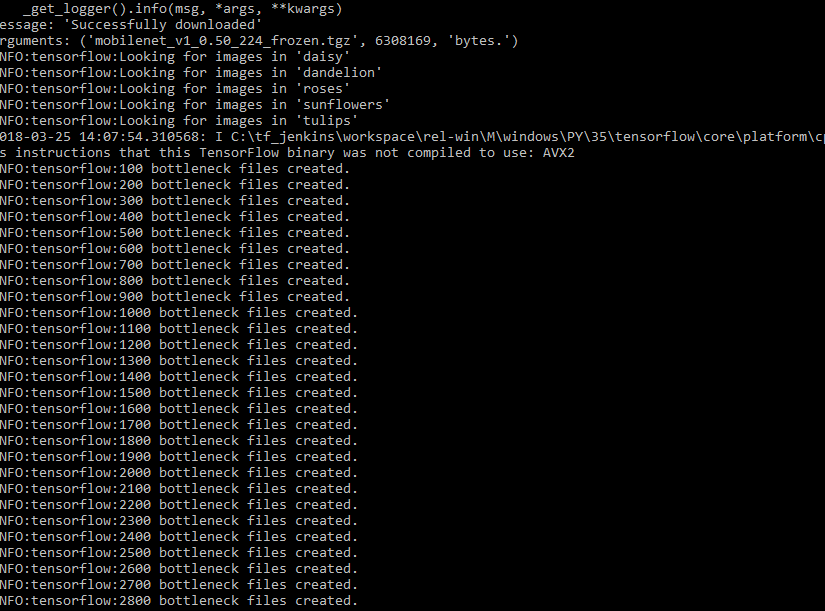 _get_logger().info(msg, *args, **kwargs)
essage: 'Successfully downloaded'
rguments: ('mobilenet_v1_0.50_224_frozen.tgz', 6308169, 'bytes.')
NFO:tensorflow:Looking for images in 'daisy'
NFO:tensorflow:Looking for images in 'dandelion'
NFO:tensorflow:Looking for images in 'roses'
NFO:tensorflow:Looking for images in 'sunflowers'
NFO:tensorflow:Looking for images in 'tulips'
018-03-25 14:07:54.310568: I C:\tf_jenkins\workspace\rel-win\M\windows\PY\35\tensorflow\core\platform\cp
s instructions that this TensorFlow binary was not compiled to use: AVX2
NFO:tensorflow:100 bottleneck files created.
NFO:tensorflow:200 bottleneck files created.
NFO:tensorflow:300 bottleneck files created.
NFO:tensorflow:400 bottleneck files created.
NFO:tensorflow:500 bottleneck files created.
NFO:tensorflow:600 bottleneck files created.
NFO:tensorflow:700 bottleneck files created.
NFO:tensorflow:800 bottleneck files created.
NFO:tensorflow:900 bottleneck files created.
NFO:tensorflow:1000 bottleneck files created.
NFO:tensorflow:1100 bottleneck files created.
NFO:tensorflow:1200 bottleneck files created.
NFO:tensorflow:1300 bottleneck files created.
NFO:tensorflow:1400 bottleneck files created.
NFO:tensorflow:1500 bottleneck files created.
NFO:tensorflow:1600 bottleneck files created.
NFO:tensorflow:1700 bottleneck files created.
NFO:tensorflow:1800 bottleneck files created.
NFO:tensorflow:1900 bottleneck files created.
NFO:tensorflow:2000 bottleneck files created.
NFO:tensorflow:2100 bottleneck files created.
NFO:tensorflow:2200 bottleneck files created.
NFO:tensorflow:2300 bottleneck files created.
NFO:tensorflow:2400 bottleneck files created.
NFO:tensorflow:2500 bottleneck files created.
NFO:tensorflow:2600 bottleneck files created.
NFO:tensorflow:2700 bottleneck files created.
NFO:tensorflow:2800 bottleneck files created.